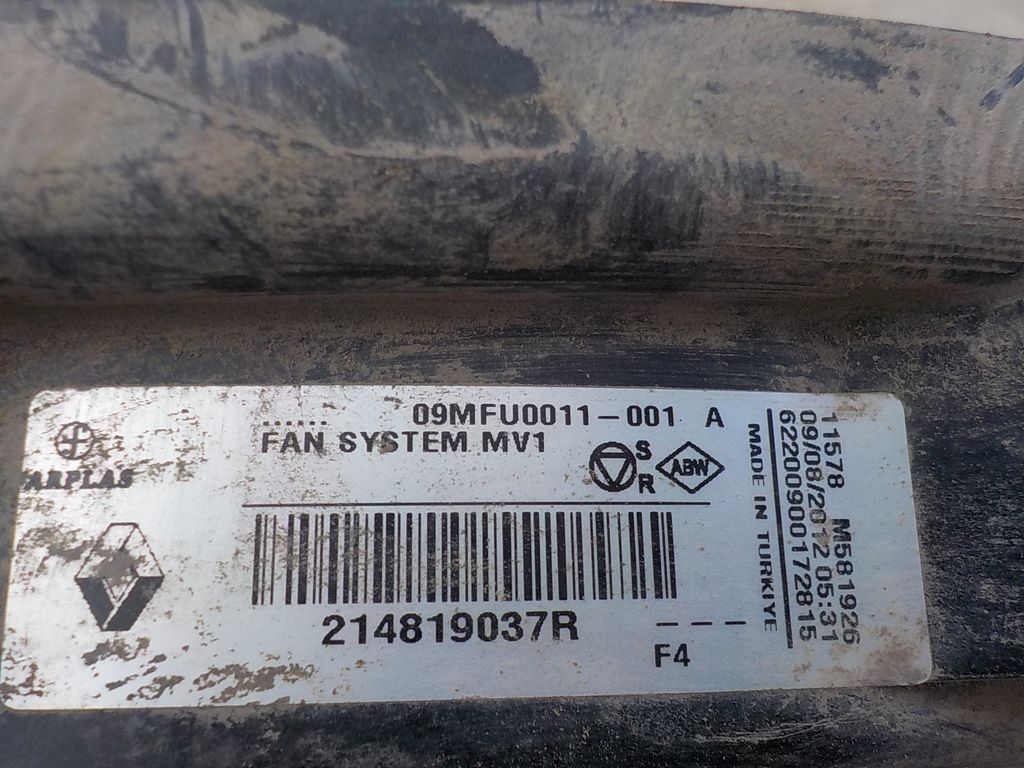 09MFU0011-001 A
FAN SYSTEM MV1
S
R
ABW
ARPLAS
214819037R
F4
MADE IN TURKIYE
11578 M581926
09/08/2012 05:31
622200900172815